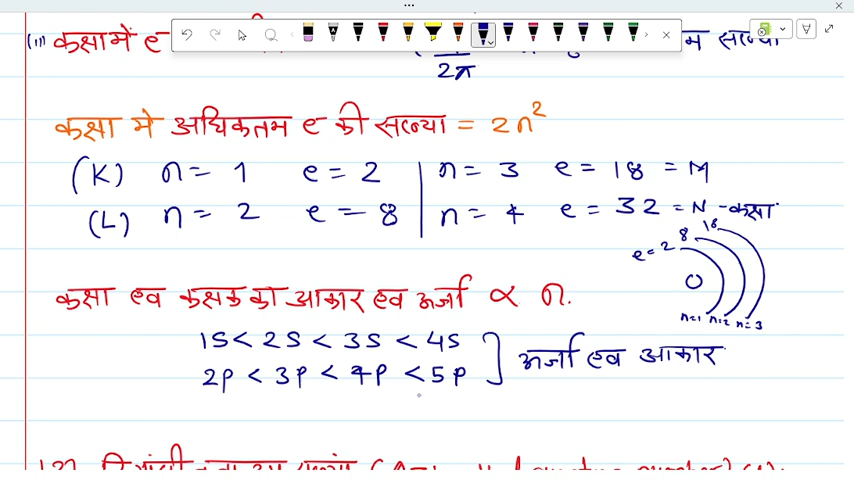 (ii) कक्षा में e
2π
कक्षा मे अधिकतम e की सख्या = 2n²
(K) n = 1 e = 2 | n = 3 e = 18 = M
(L) n = 2 e = 8 | n = 4 e = 32 = N - कक्षा
e = 2 8 18
n=1 n=2 n=3
कक्षा एव कक्षक का आकार एव ऊर्जा ∝ n.
1S < 2S < 3S < 4S
2p < 3p < 4p < 5p
ऊर्जा एव आकार